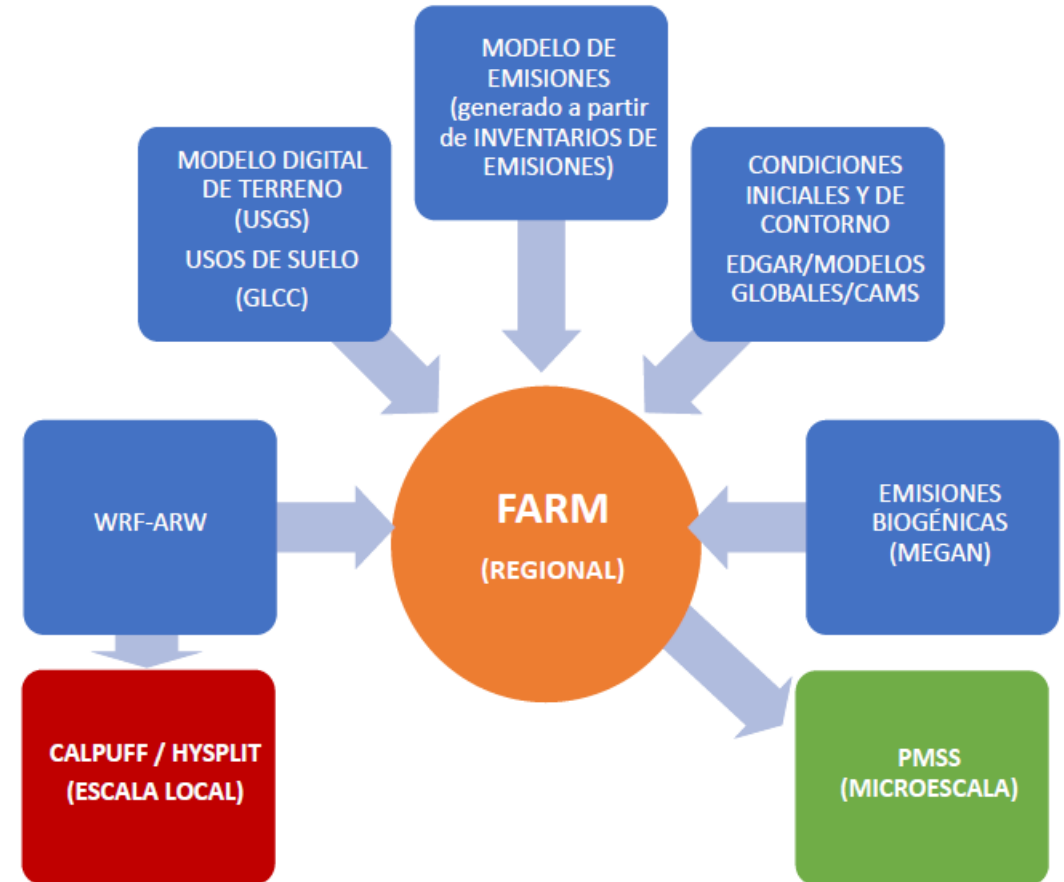 MODELO DE
EMISIONES
(generado a partir
de INVENTARIOS DE
EMISIONES)
MODELO DIGITAL
DE TERRENO
(USGS)
USOS DE SUELO
(GLCC)
CONDICIONES
INICIALES Y DE
CONTORNO
EDGAR/MODELOS
GLOBALES/CAMS
WRF-ARW
FARM
(REGIONAL)
EMISIONES
BIOGÉNICAS
(MEGAN)
CALPUFF / HYSPLIT
(ESCALA LOCAL)
PMSS
(MICROESCALA)